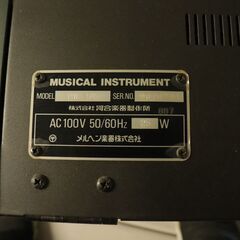 MUSICAL INSTRUMENT
MODEL SER.NO.
株式会社 河合楽器製作所
AC100V 50/60Hz W
メルヘン楽器株式会社